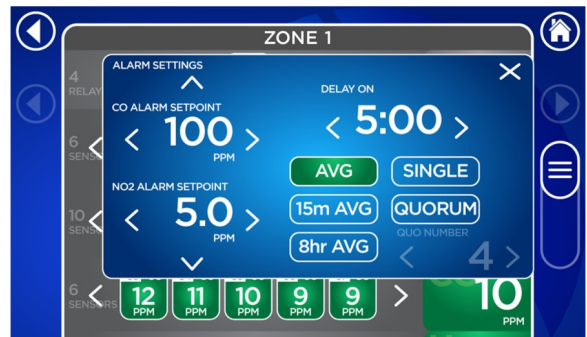 ZONE 1
ALARM SETTINGS
4
RELAY
CO ALARM SETPOINT
100
PPM
DELAY ON
5:00
6
SENSO
AVG
SINGLE
NO2 ALARM SETPOINT
5.0
PPM
15m AVG
QUORUM
10
SENSO
QUO NUMBER
8hr AVG
4
6
SENSORS
12
PPM
11
PPM
10
PPM
9
PPM
9
PPM
10
PPM